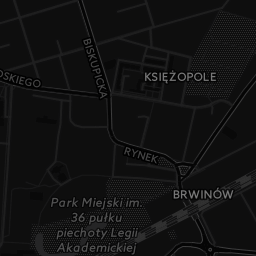 BISKUPICKA
KSIĘŻOPOLE
OSKIEGO
RYNEK
BRWINÓW
Park Miejski im.
36 pułku
piechoty Legii
Akademickiej